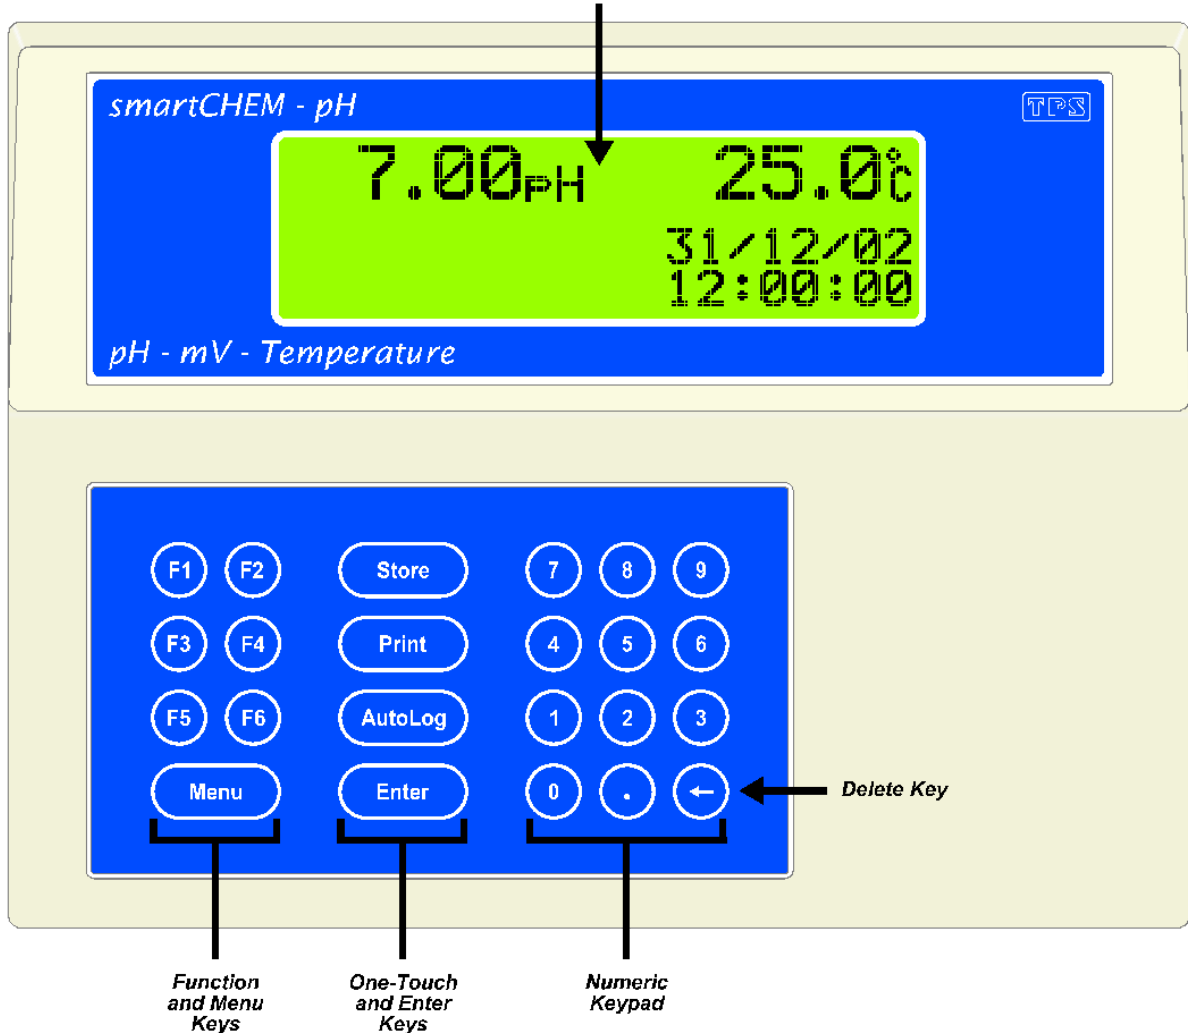 smartCHEM - pH
TPS
7.00pH 25.0°C
31/12/02
12:00:00
pH - mV - Temperature
F1 F2 Store 7 8 9
F3 F4 Print 4 5 6
F5 F6 AutoLog 1 2 3
Menu Enter 0 . ←
Delete Key
Function
and Menu
Keys
One-Touch
and Enter
Keys
Numeric
Keypad